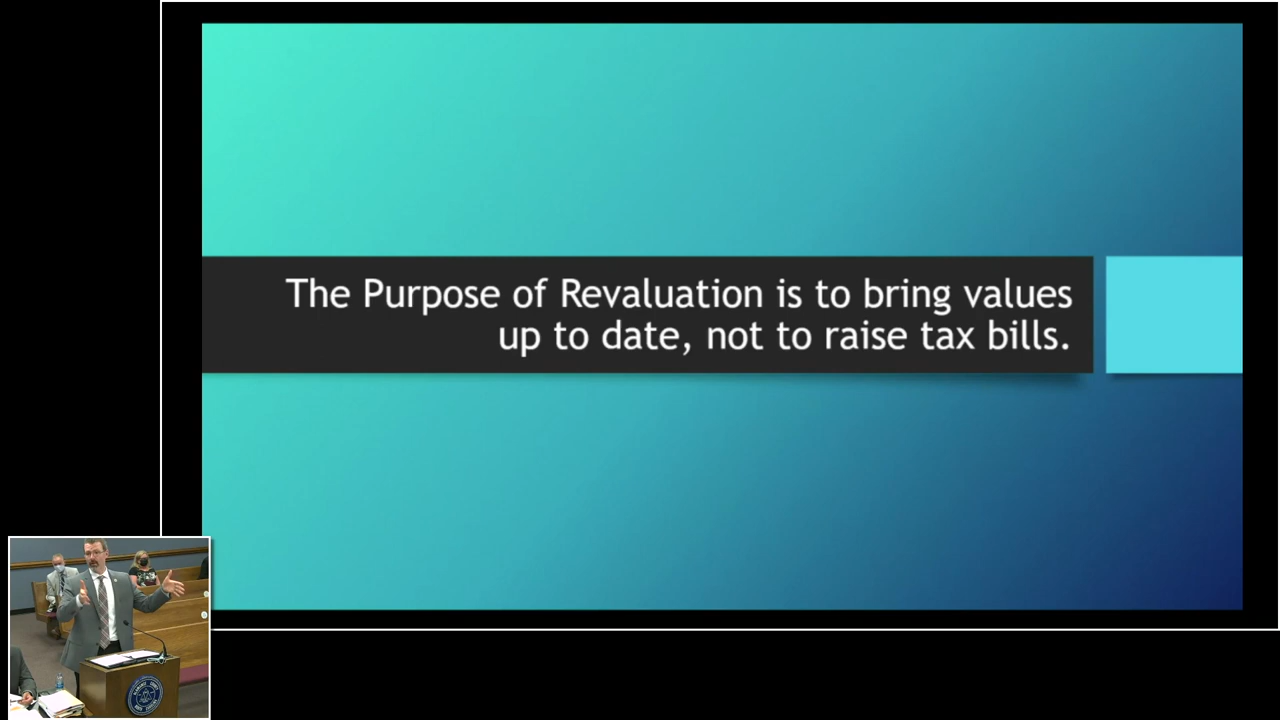 The Purpose of Revaluation is to bring values
up to date, not to raise tax bills.